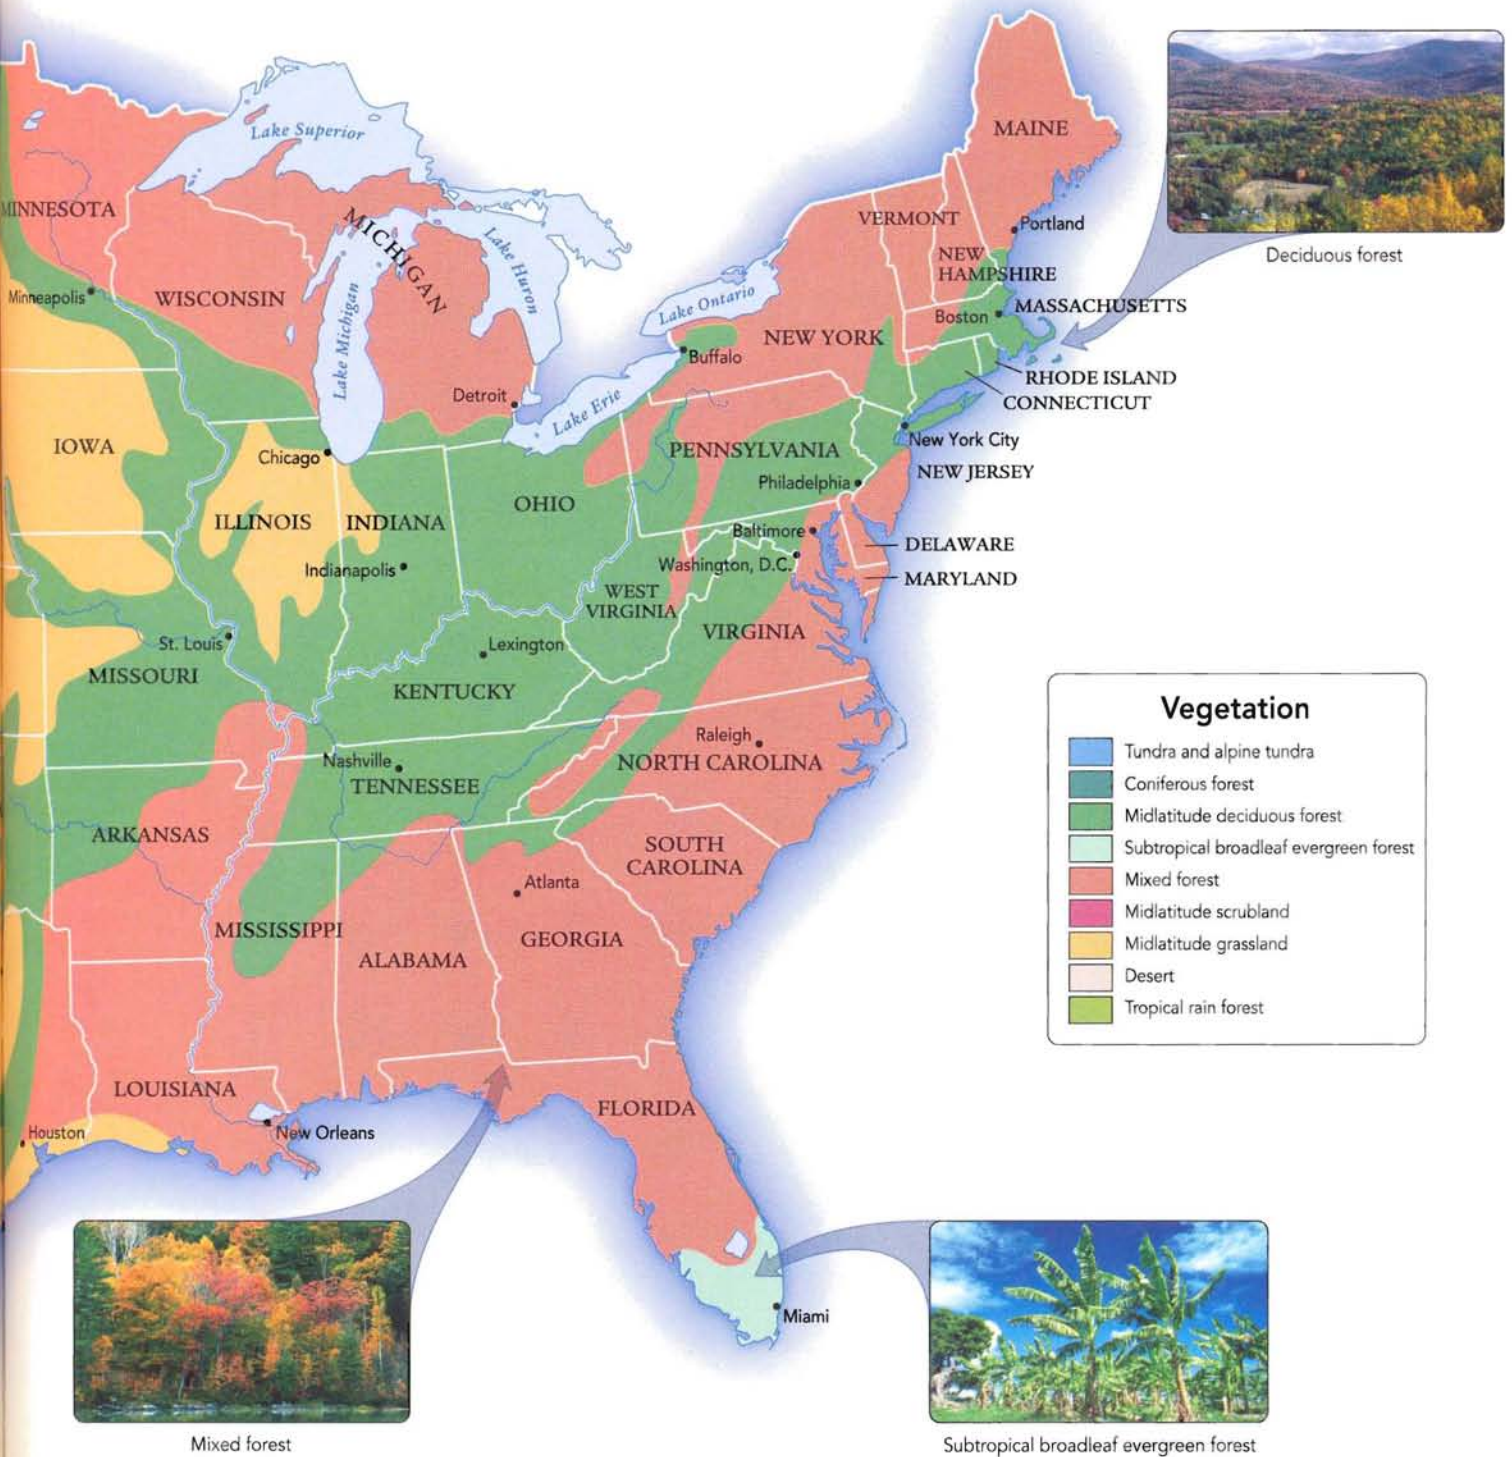 MAINE
Lake Superior
MINNESOTA
MICHIGAN
VERMONT
Portland
Deciduous forest
NEW
HAMPSHIRE
Lake Huron
Minneapolis
WISCONSIN
Lake Michigan
Lake Ontario
MASSACHUSETTS
Boston
NEW YORK
Buffalo
RHODE ISLAND
CONNECTICUT
Detroit
Lake Erie
IOWA
Chicago
PENNSYLVANIA
New York City
NEW JERSEY
Philadelphia
OHIO
ILLINOIS
INDIANA
Baltimore
DELAWARE
Washington, D.C.
MARYLAND
Indianapolis
WEST
VIRGINIA
VIRGINIA
St. Louis
Lexington
MISSOURI
KENTUCKY
Raleigh
NORTH CAROLINA
Nashville
TENNESSEE
ARKANSAS
SOUTH
CAROLINA
Atlanta
MISSISSIPPI
ALABAMA
GEORGIA
LOUISIANA
FLORIDA
Houston
New Orleans
Miami
Vegetation
Tundra and alpine tundra
Coniferous forest
Midlatitude deciduous forest
Subtropical broadleaf evergreen forest
Mixed forest
Midlatitude scrubland
Midlatitude grassland
Desert
Tropical rain forest
Mixed forest
Subtropical broadleaf evergreen forest